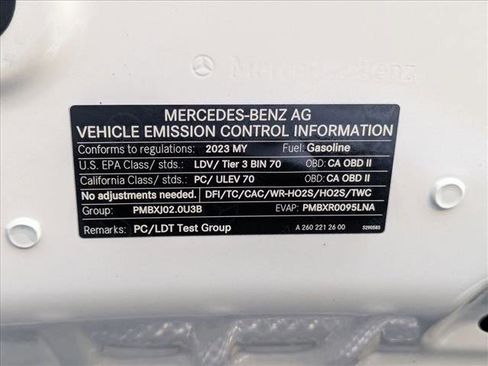 Mercedes-Benz
MERCEDES-BENZ AG
VEHICLE EMISSION CONTROL INFORMATION
Conforms to regulations: 2023 MY Fuel: Gasoline
U.S. EPA Class/ stds.: LDV/ Tier 3 BIN 70 OBD: CA OBD II
California Class/ stds.: PC/ ULEV 70 OBD: CA OBD II
No adjustments needed. DFI/TC/CAC/WR-HO2S/HO2S/TWC
Group: PMBXJ02.0U3B EVAP: PMBXR0095LNA
Remarks: PC/LDT Test Group A 260 221 26 00 5290585